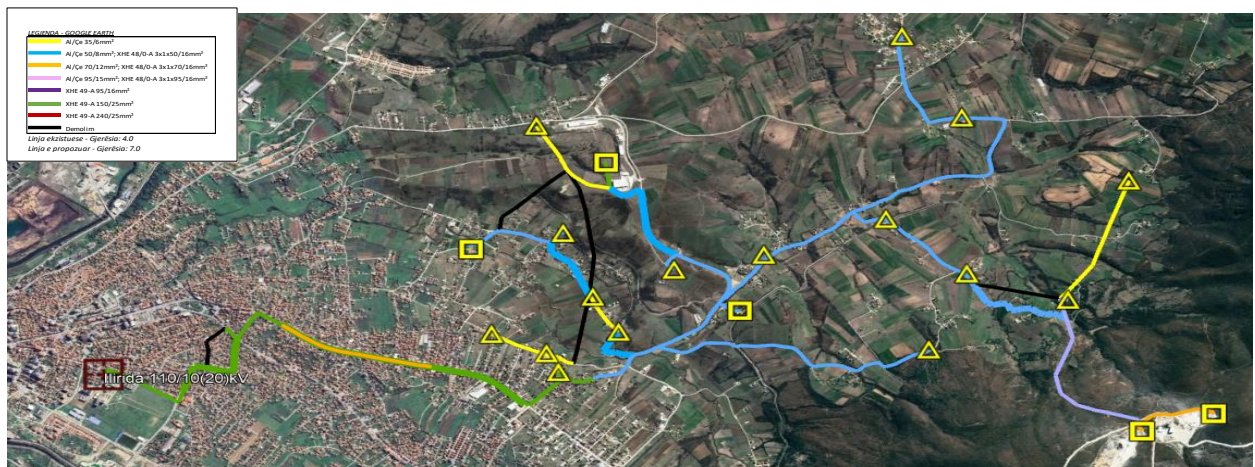 LEGJENDA - GOOGLE EARTH
Al/Çe 35/6mm²
Al/Çe 50/8mm²; XHE 48/0-A 3x1x50/16mm²
Al/Çe 70/12mm²; XHE 48/0-A 3x1x70/16mm²
Al/Çe 95/15mm²; XHE 48/0-A 3x1x95/16mm²
XHE 49-A 95/16mm²
XHE 49-A 150/25mm²
XHE 49-A 240/25mm²
Demolim
Linja ekzistuese - Gjerësia: 4.0
Linja e propozuar - Gjerësia: 7.0
Ilirida 110/10(20)kV